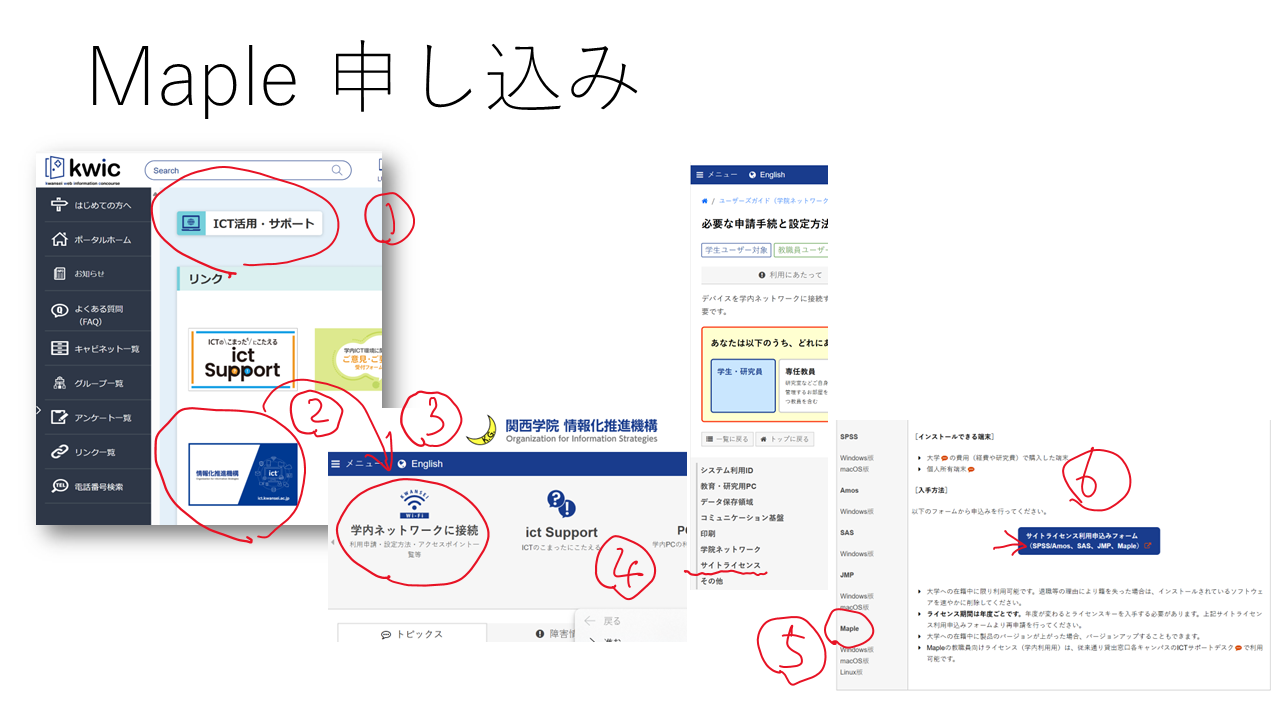 Maple 申し込み
kwic
kwansei web information concourse
Search
はじめての方へ
ポータルホーム
お知らせ
よくある質問
(FAQ)
キャビネット一覧
グループ一覧
アンケート一覧
リンク一覧
電話番号検索
ICT活用・サポート
①
リンク
ICTの"こまった"にこたえる
ict
Support
学内ICT環境に
ご意見・ご
受付フォーム
情報化推進機構
Organization for Information Strategies
ict
ict.kwansei.ac.jp
②
③
K.G.
関西学院 情報化推進機構
Organization for Information Strategies
メニュー
English
KWANSEI
Wi-Fi
学内ネットワークに接続
利用申請・設定方法・アクセスポイント一
覧等
ict Support
ICTのこまったにこたえる
PC
学内PCの利
④
トピックス
障害情
戻る
進む
メニュー
English
/ ユーザーズガイド(学院ネットワーク
必要な申請手続と設定方法
学生ユーザー対象
教職員ユーザー
利用にあたって
デバイスを学内ネットワークに接続す
要です。
あなたは以下のうち、どれにあ
学生・研究員
専任教員
研究室などご自身
管理するお部屋を
つ教員を含む
一覧に戻る
トップに戻る
システム利用ID
教育・研究用PC
データ保存領域
コミュニケーション基盤
印刷
学院ネットワーク
サイトライセンス
その他
⑤
SPSS
Windows版
macOS版
Amos
Windows版
SAS
Windows版
JMP
Windows版
macOS版
Maple
Windows版
macOS版
Linux版
[インストールできる端末]
大学の費用(経費や研究費)で購入した端末
個人所有端末
⑥
[入手方法]
以下のフォームから申込みを行ってください。
サイトライセンス利用申込みフォーム
(SPSS/Amos、SAS、JMP、Maple)
大学への在籍中に限り利用可能です。退職等の理由により籍を失った場合は、インストールされているソフトウェ
アを速やかに削除してください。
ライセンス期間は年度ごとです。年度が変わるとライセンスキーを入手する必要があります。上記サイトライセ
ンス利用申込みフォームより再申請を行ってください。
大学への在籍中に製品のバージョンが上がった場合、バージョンアップすることもできます。
Mapleの教職員向けライセンス(学内利用用)は、従来通り貸出窓口各キャンパスのICTサポートデスクで利用
可能です。